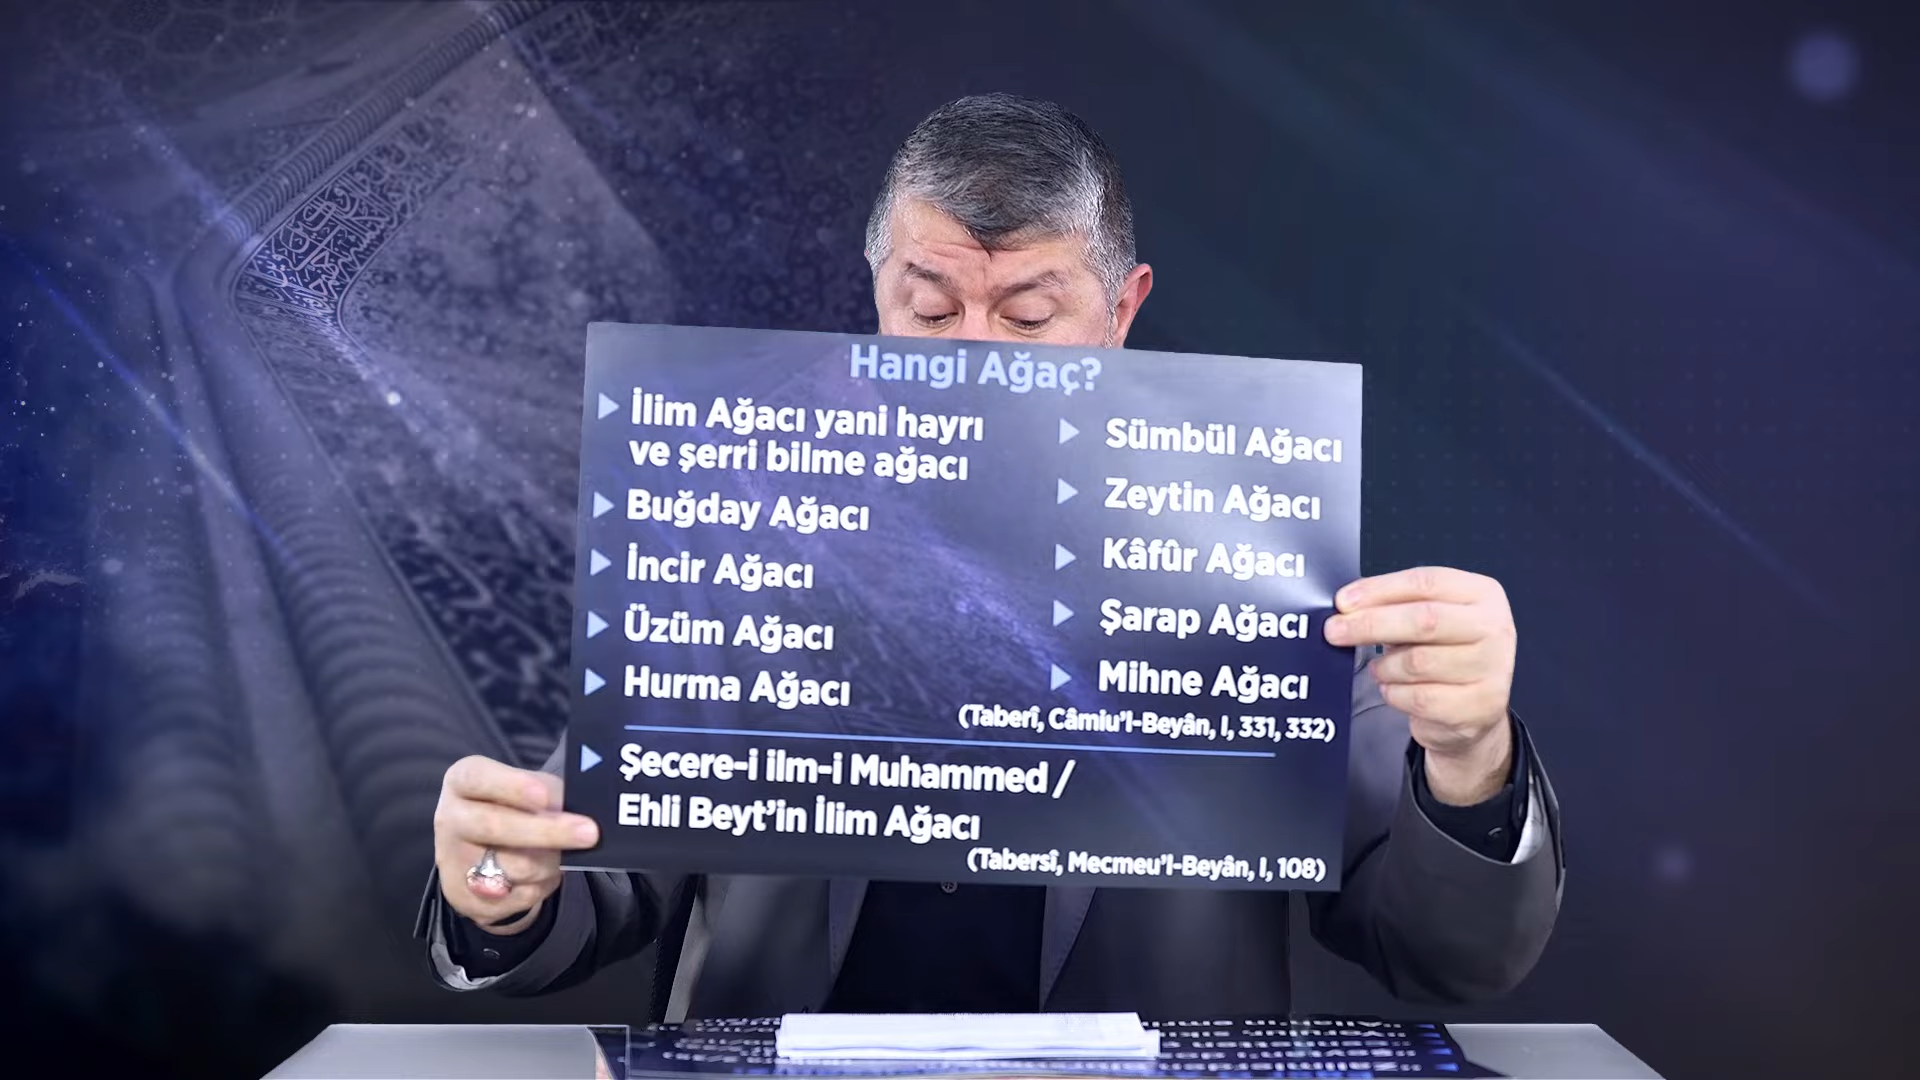 Hangi Ağaç?
İlim Ağacı yani hayrı
ve şerri bilme ağacı
Buğday Ağacı
İncir Ağacı
Üzüm Ağacı
Hurma Ağacı
Sümbül Ağacı
Zeytin Ağacı
Kâfûr Ağacı
Şarap Ağacı
Mihne Ağacı
(Taberî, Câmiu'l-Beyân, I, 331, 332)
Şecere-i ilm-i Muhammed /
Ehli Beyt'in İlim Ağacı
(Tabersî, Mecmeu'l-Beyân, I, 108)